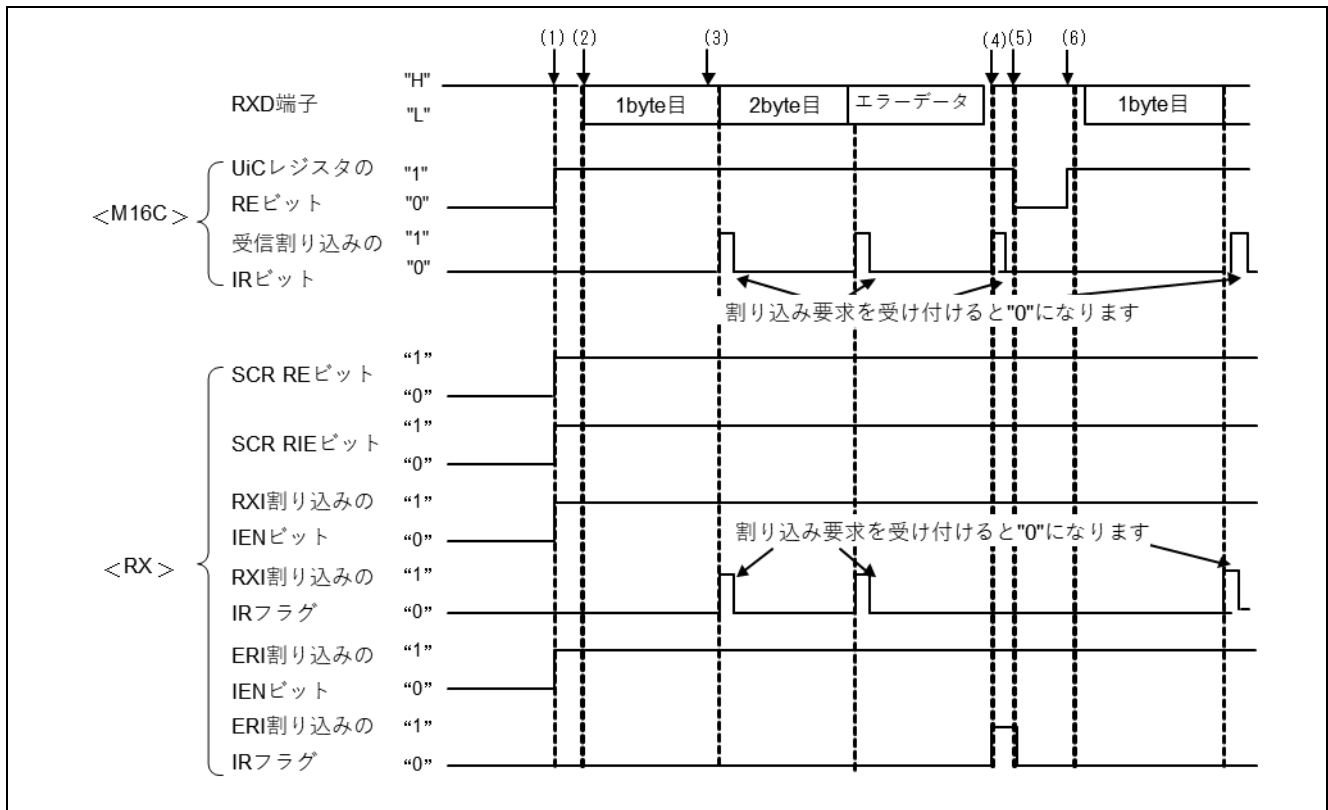 (1) (2) (3) (4) (5) (6)
RXD端子 "H" "L"
1byte目 2byte目 エラーデータ 1byte目
<M16C>
UiCレジスタの "1"
REビット "0"
受信割り込みの "1"
IRビット "0"
割り込み要求を受け付けると"0"になります
<RX>
SCR REビット “1” “0”
SCR RIEビット “1” “0”
RXI割り込みの “1”
IENビット “0”
割り込み要求を受け付けると"0"になります
RXI割り込みの “1”
IRフラグ “0”
ERI割り込みの “1”
IENビット “0”
ERI割り込みの “1”
IRフラグ “0”